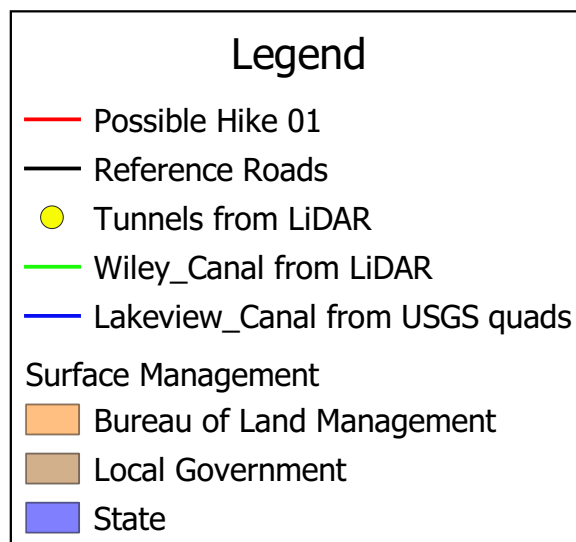 Legend
Possible Hike 01
Reference Roads
Tunnels from LiDAR
Wiley_Canal from LiDAR
Lakeview_Canal from USGS quads
Surface Management
Bureau of Land Management
Local Government
State